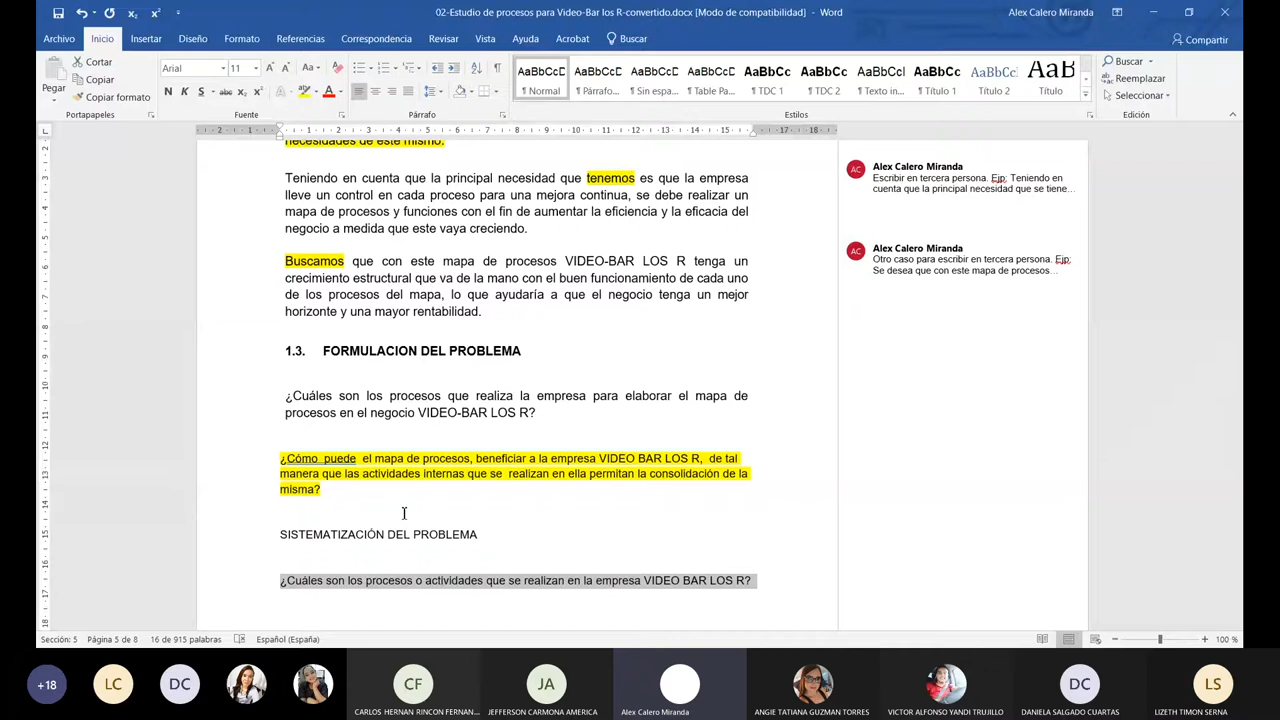 02-Estudio de procesos para Video-Bar los R-convertido.docx [Modo de compatibilidad] - Word
Alex Calero Miranda
Archivo Inicio Insertar Diseño Formato Referencias Correspondencia Revisar Vista Ayuda Acrobat Buscar
Compartir
Pegar
Cortar
Copiar
Copiar formato
Portapapeles
Arial 11
Fuente
Párrafo
¶ Normal
¶ Párrafo...
¶ Sin espa...
¶ Table Pa...
¶ TDC 1
¶ TDC 2
¶ Texto in...
¶ Título 1
Título 2
Título
Estilos
Buscar
Reemplazar
Seleccionar
Edición
necesidades de este mismo.
Teniendo en cuenta que la principal necesidad que tenemos es que la empresa
lleve un control en cada proceso para una mejora continua, se debe realizar un
mapa de procesos y funciones con el fin de aumentar la eficiencia y la eficacia del
negocio a medida que este vaya creciendo.
Buscamos que con este mapa de procesos VIDEO-BAR LOS R tenga un
crecimiento estructural que va de la mano con el buen funcionamiento de cada uno
de los procesos del mapa, lo que ayudaría a que el negocio tenga un mejor
horizonte y una mayor rentabilidad.
1.3. FORMULACION DEL PROBLEMA
¿Cuáles son los procesos que realiza la empresa para elaborar el mapa de
procesos en el negocio VIDEO-BAR LOS R?
¿Cómo puede el mapa de procesos, beneficiar a la empresa VIDEO BAR LOS R, de tal
manera que las actividades internas que se realizan en ella permitan la consolidación de la
misma?
SISTEMATIZACIÓN DEL PROBLEMA
¿Cuáles son los procesos o actividades que se realizan en la empresa VIDEO BAR LOS R?
AC
Alex Calero Miranda
Escribir en tercera persona. Ejp: Teniendo en
cuenta que la principal necesidad que se tiene...
AC
Alex Calero Miranda
Otro caso para escribir en tercera persona. Ejp:
Se desea que con este mapa de procesos...
Sección: 5 Página 5 de 8 16 de 915 palabras Español (España) 100 %
+18
LC
DC
CF
JA
DC
LS
CARLOS HERNAN RINCON FERNAN...
JEFFERSON CARMONA AMERICA
Alex Calero Miranda
ANGIE TATIANA GUZMAN TORRES
VICTOR ALFONSO YANDI TRUJILLO
DANIELA SALGADO CUARTAS
LIZETH TIMON SERNA